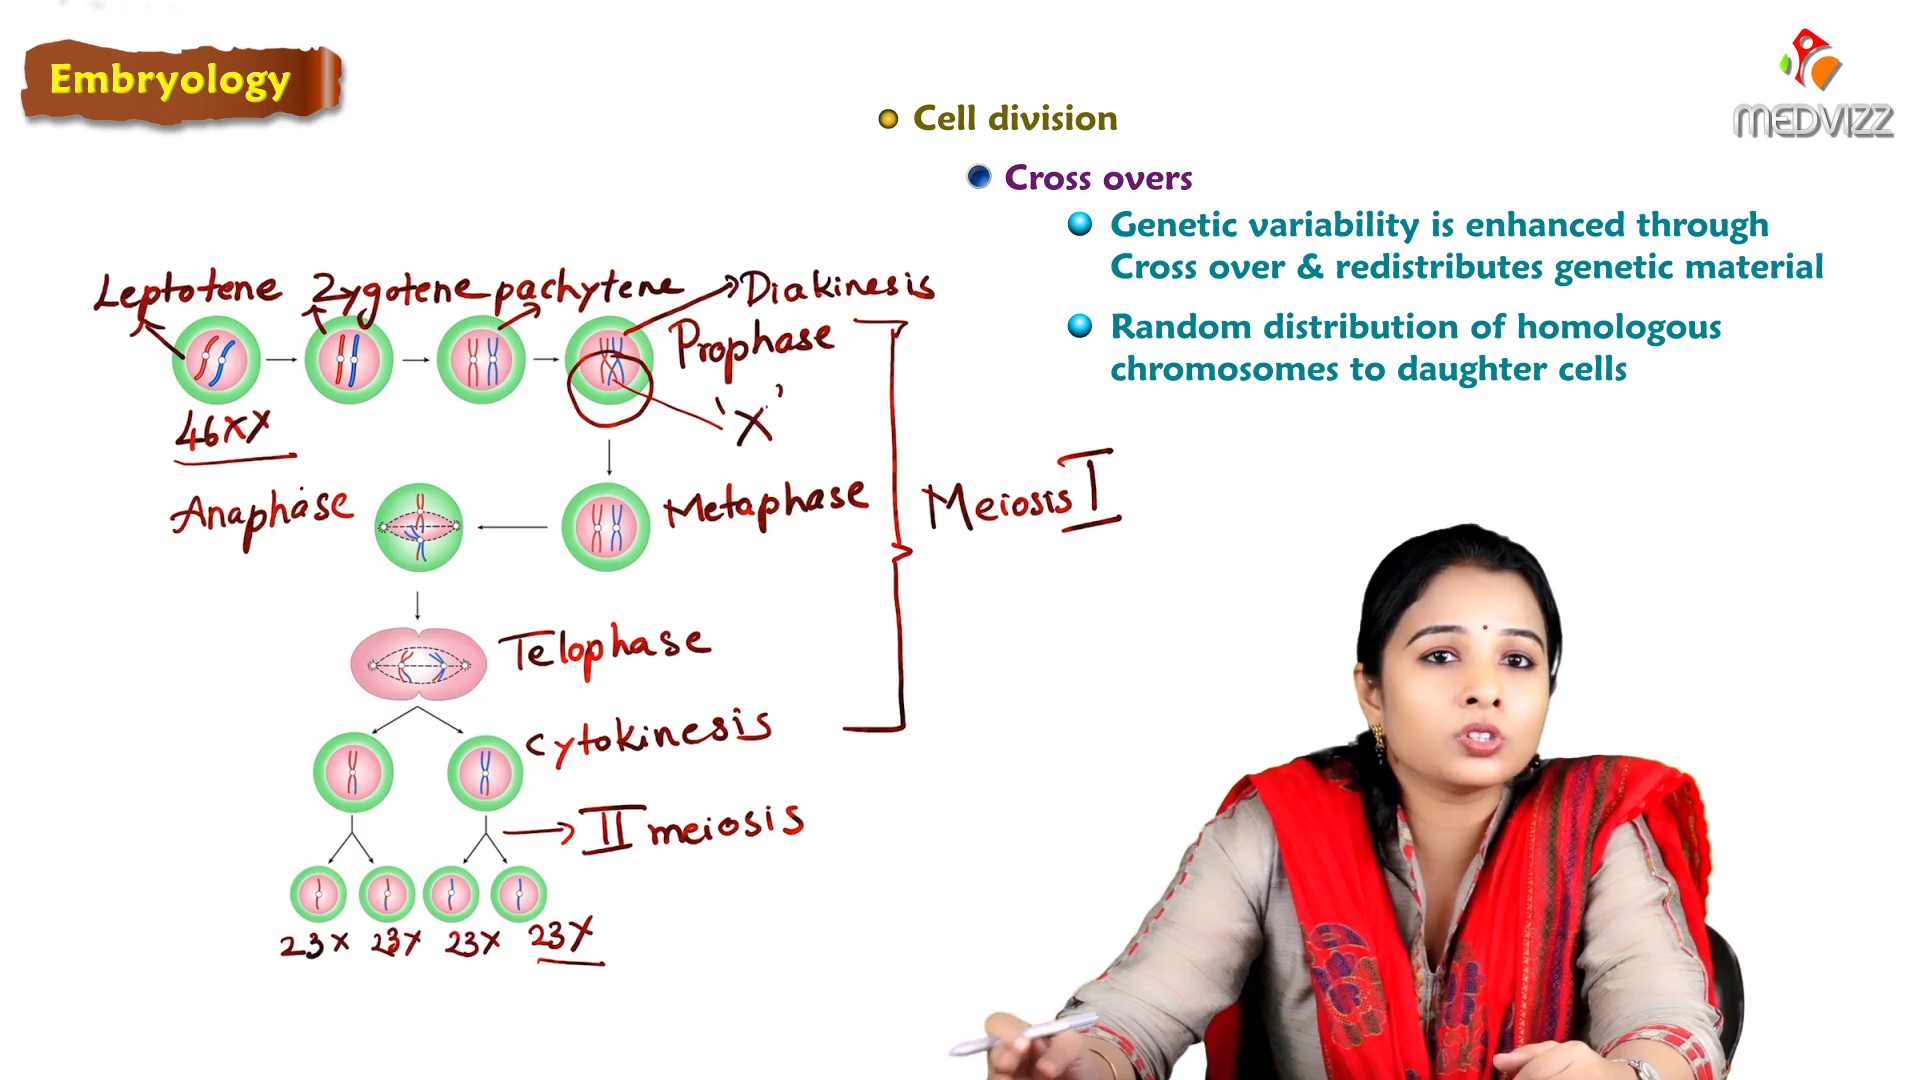 Embryology
MEDVIZZ
Cell division
Cross overs
Genetic variability is enhanced through
Cross over & redistributes genetic material
Random distribution of homologous
chromosomes to daughter cells
Leptotene Zygotene pachytene Diakinesis
Prophase
'X'
46XX
Anaphase
Metaphase
Meiosis I
Telophase
Cytokinesis
II meiosis
23X 23X 23X 23X